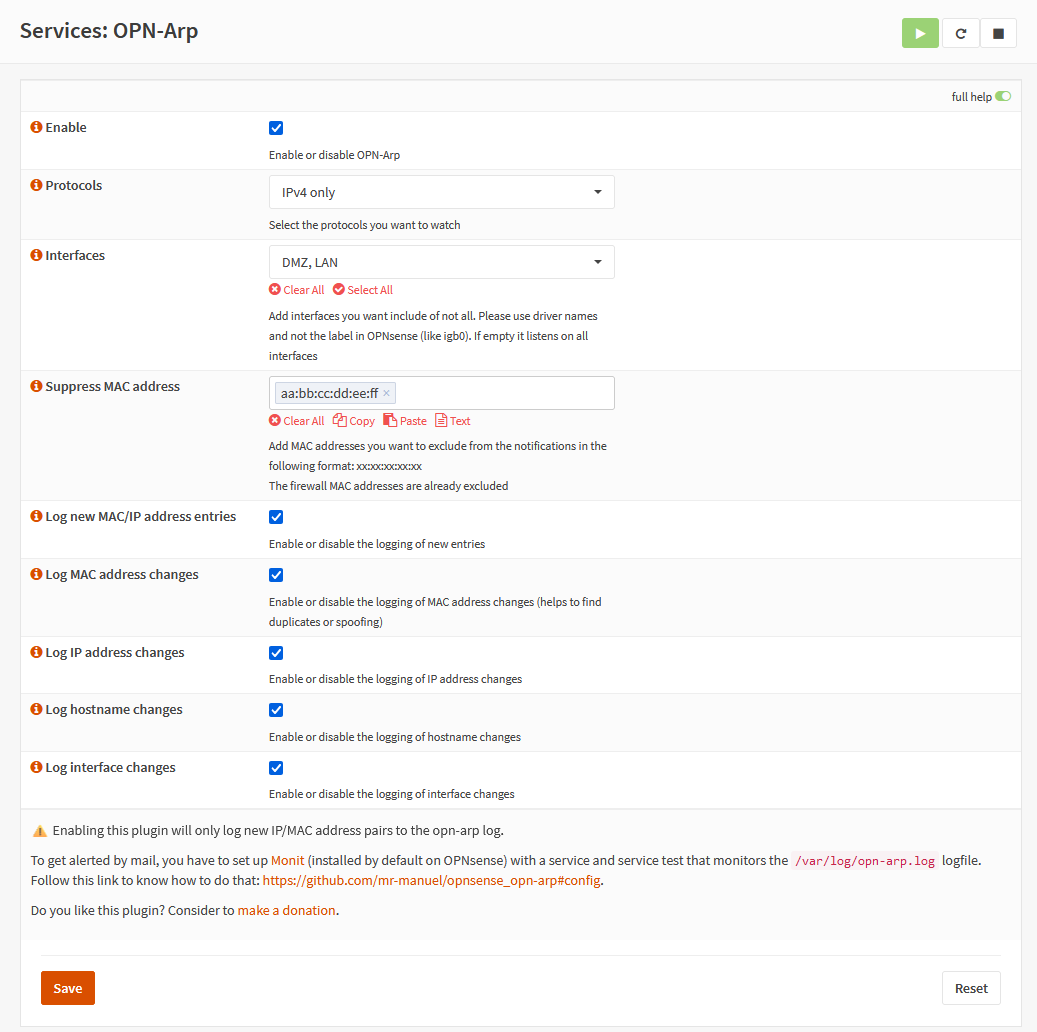 Services: OPN-Arp
full help
Enable
Enable or disable OPN-Arp
Protocols
IPv4 only
Select the protocols you want to watch
Interfaces
DMZ, LAN
Clear All Select All
Add interfaces you want include of not all. Please use driver names
and not the label in OPNsense (like igb0). If empty it listens on all
interfaces
Suppress MAC address
aa:bb:cc:dd:ee:ff ×
Clear All Copy Paste Text
Add MAC addresses you want to exclude from the notifications in the
following format: xx:xx:xx:xx:xx
The firewall MAC addresses are already excluded
Log new MAC/IP address entries
Enable or disable the logging of new entries
Log MAC address changes
Enable or disable the logging of MAC address changes (helps to find
duplicates or spoofing)
Log IP address changes
Enable or disable the logging of IP address changes
Log hostname changes
Enable or disable the logging of hostname changes
Log interface changes
Enable or disable the logging of interface changes
Enabling this plugin will only log new IP/MAC address pairs to the opn-arp log.
To get alerted by mail, you have to set up Monit (installed by default on OPNsense) with a service and service test that monitors the /var/log/opn-arp.log logfile.
Follow this link to know how to do that: https://github.com/mr-manuel/opnsense_opn-arp#config.
Do you like this plugin? Consider to make a donation.
Save
Reset